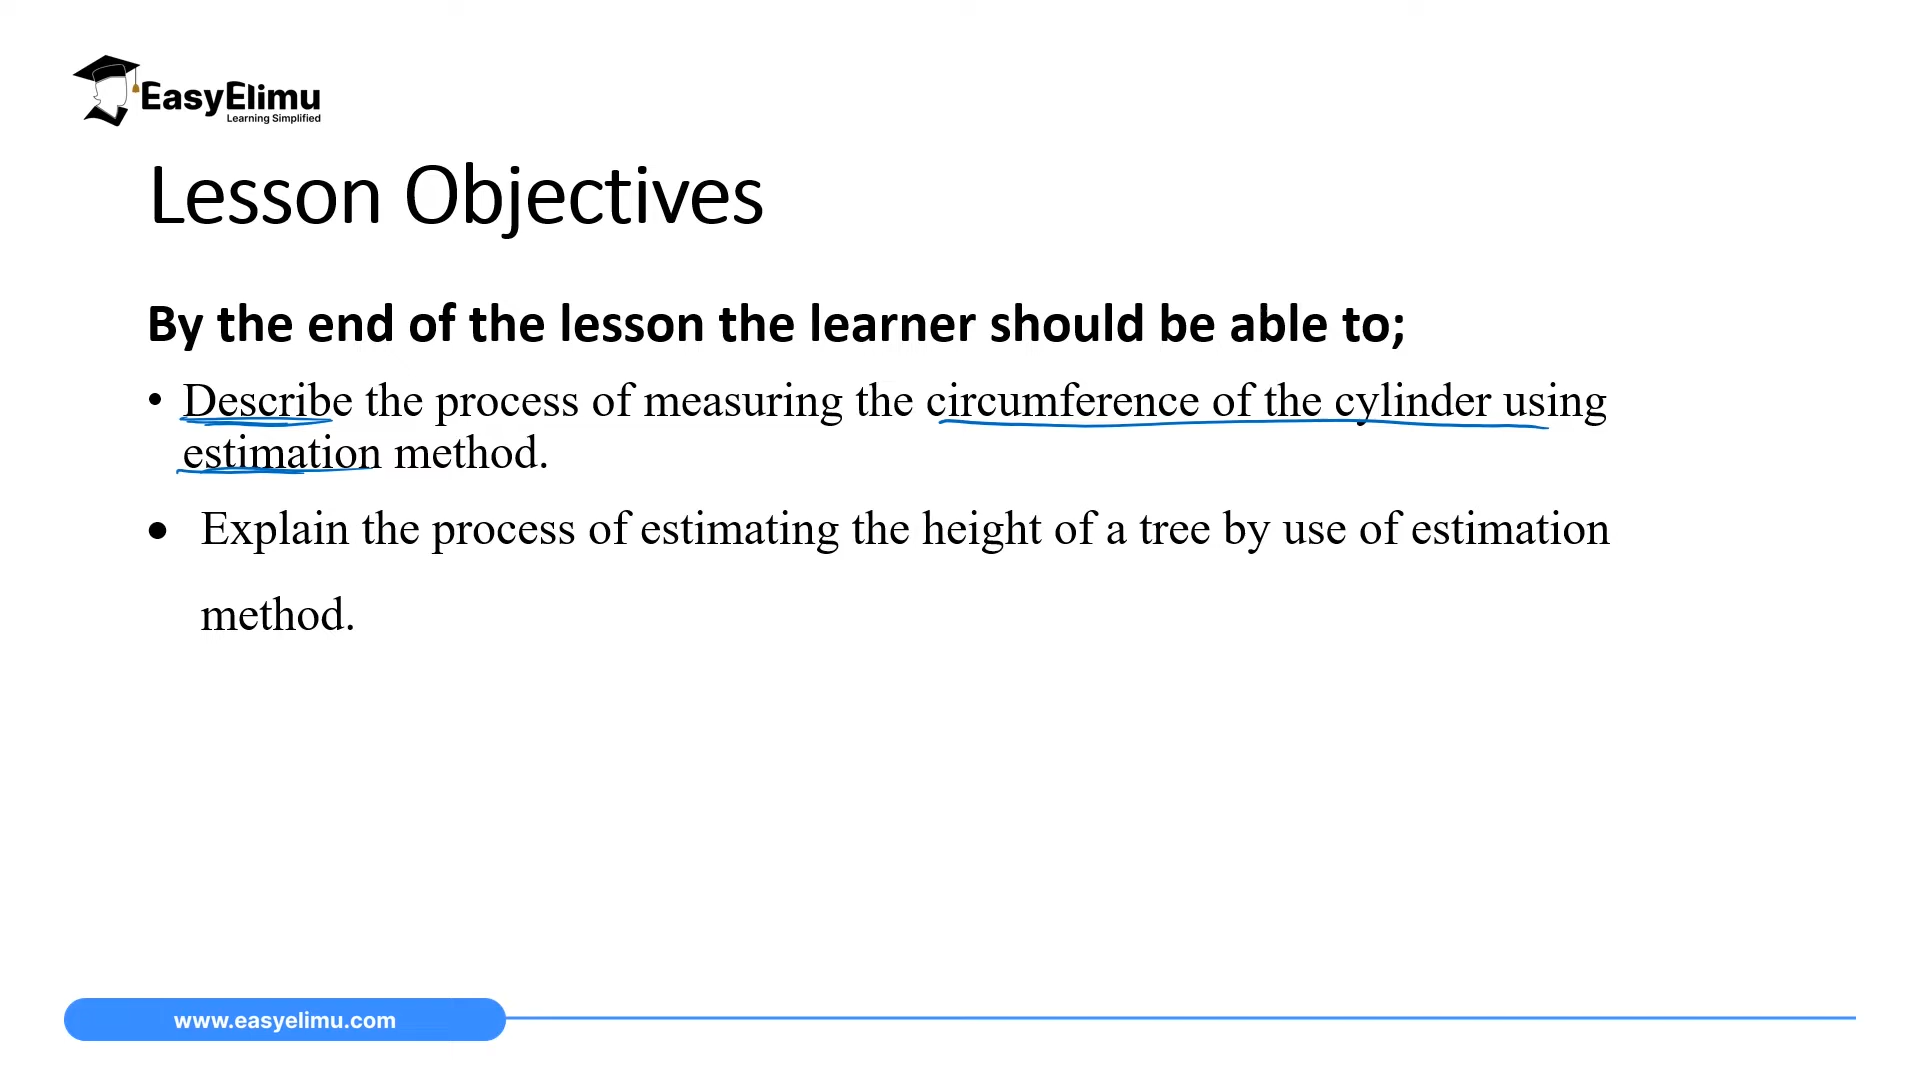 EasyElimu
Learning Simplified
Lesson Objectives
By the end of the lesson the learner should be able to;
• Describe the process of measuring the circumference of the cylinder using
estimation method.
• Explain the process of estimating the height of a tree by use of estimation
method.
www.easyelimu.com